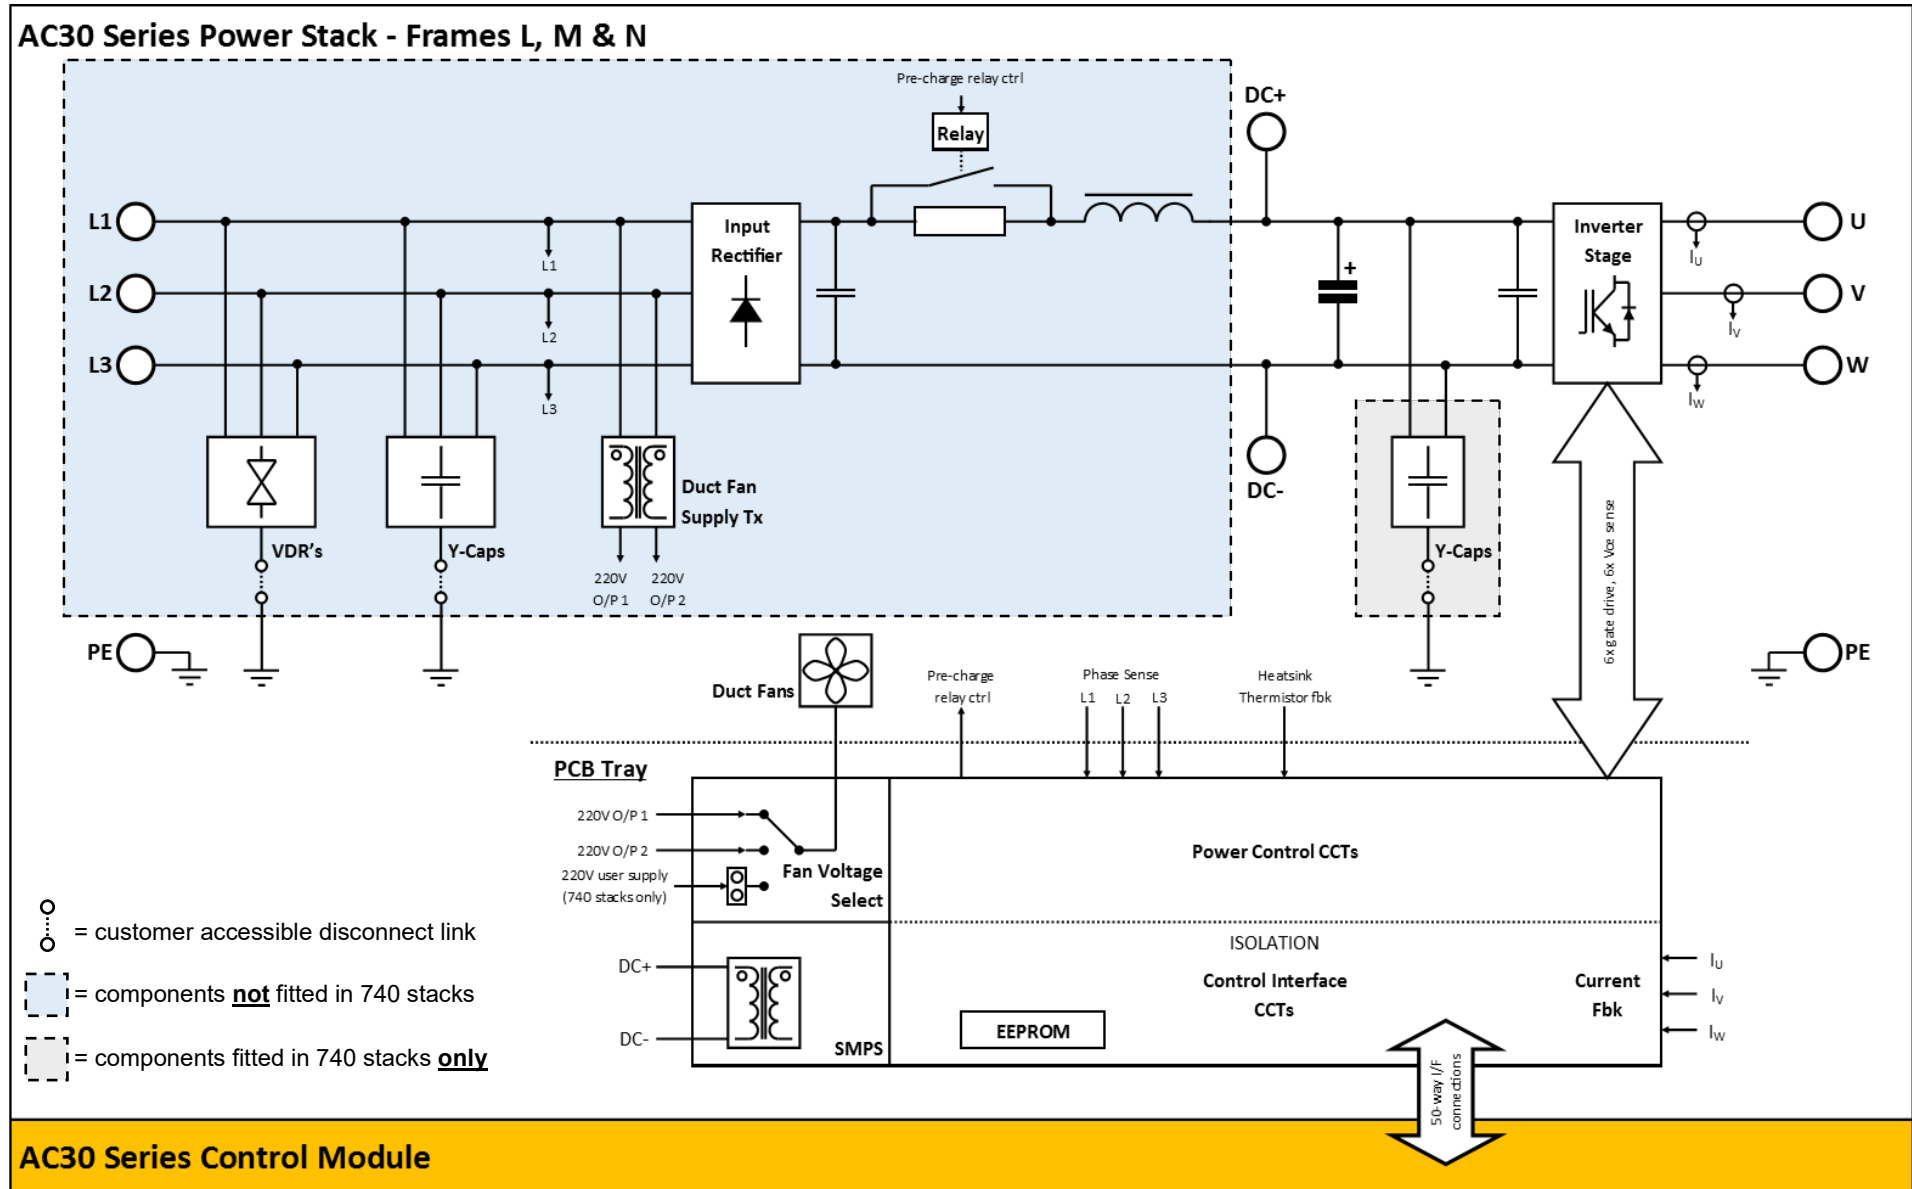 AC30 Series Power Stack - Frames L, M & N
Pre-charge relay ctrl
Relay
DC+
L1
L2
L3
L1
L2
L3
Input
Rectifier
+
Inverter
Stage
IU
IV
IW
U
V
W
DC-
VDR's
Y-Caps
Duct Fan
Supply Tx
220V
O/P 1
220V
O/P 2
Y-Caps
6x gate drive, 6x Vce sense
PE
PE
Duct Fans
Pre-charge
relay ctrl
Phase Sense
L1 L2 L3
Heatsink
Thermistor fbk
PCB Tray
220V O/P 1
220V O/P 2
220V user supply
(740 stacks only)
Fan Voltage
Select
Power Control CCTs
ISOLATION
Control Interface
CCTs
Current
Fbk
IU
IV
IW
DC+
DC-
SMPS
EEPROM
50-way I/F
connections
= customer accessible disconnect link
= components not fitted in 740 stacks
= components fitted in 740 stacks only
AC30 Series Control Module